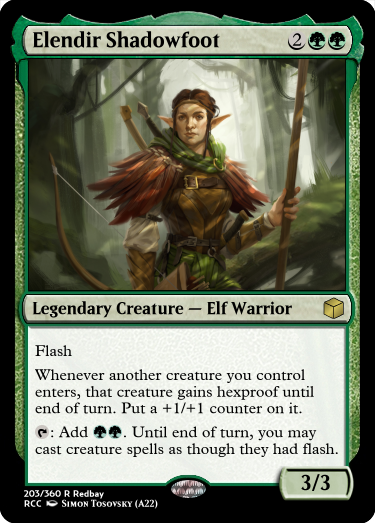 Elendir Shadowfoot 2
Legendary Creature — Elf Warrior
Flash
Whenever another creature you control
enters, that creature gains hexproof until
end of turn. Put a +1/+1 counter on it.
: Add . Until end of turn, you may
cast creature spells as though they had flash.
3/3
203/360 R Redbay
RCC Simon Tosovsky (A22)